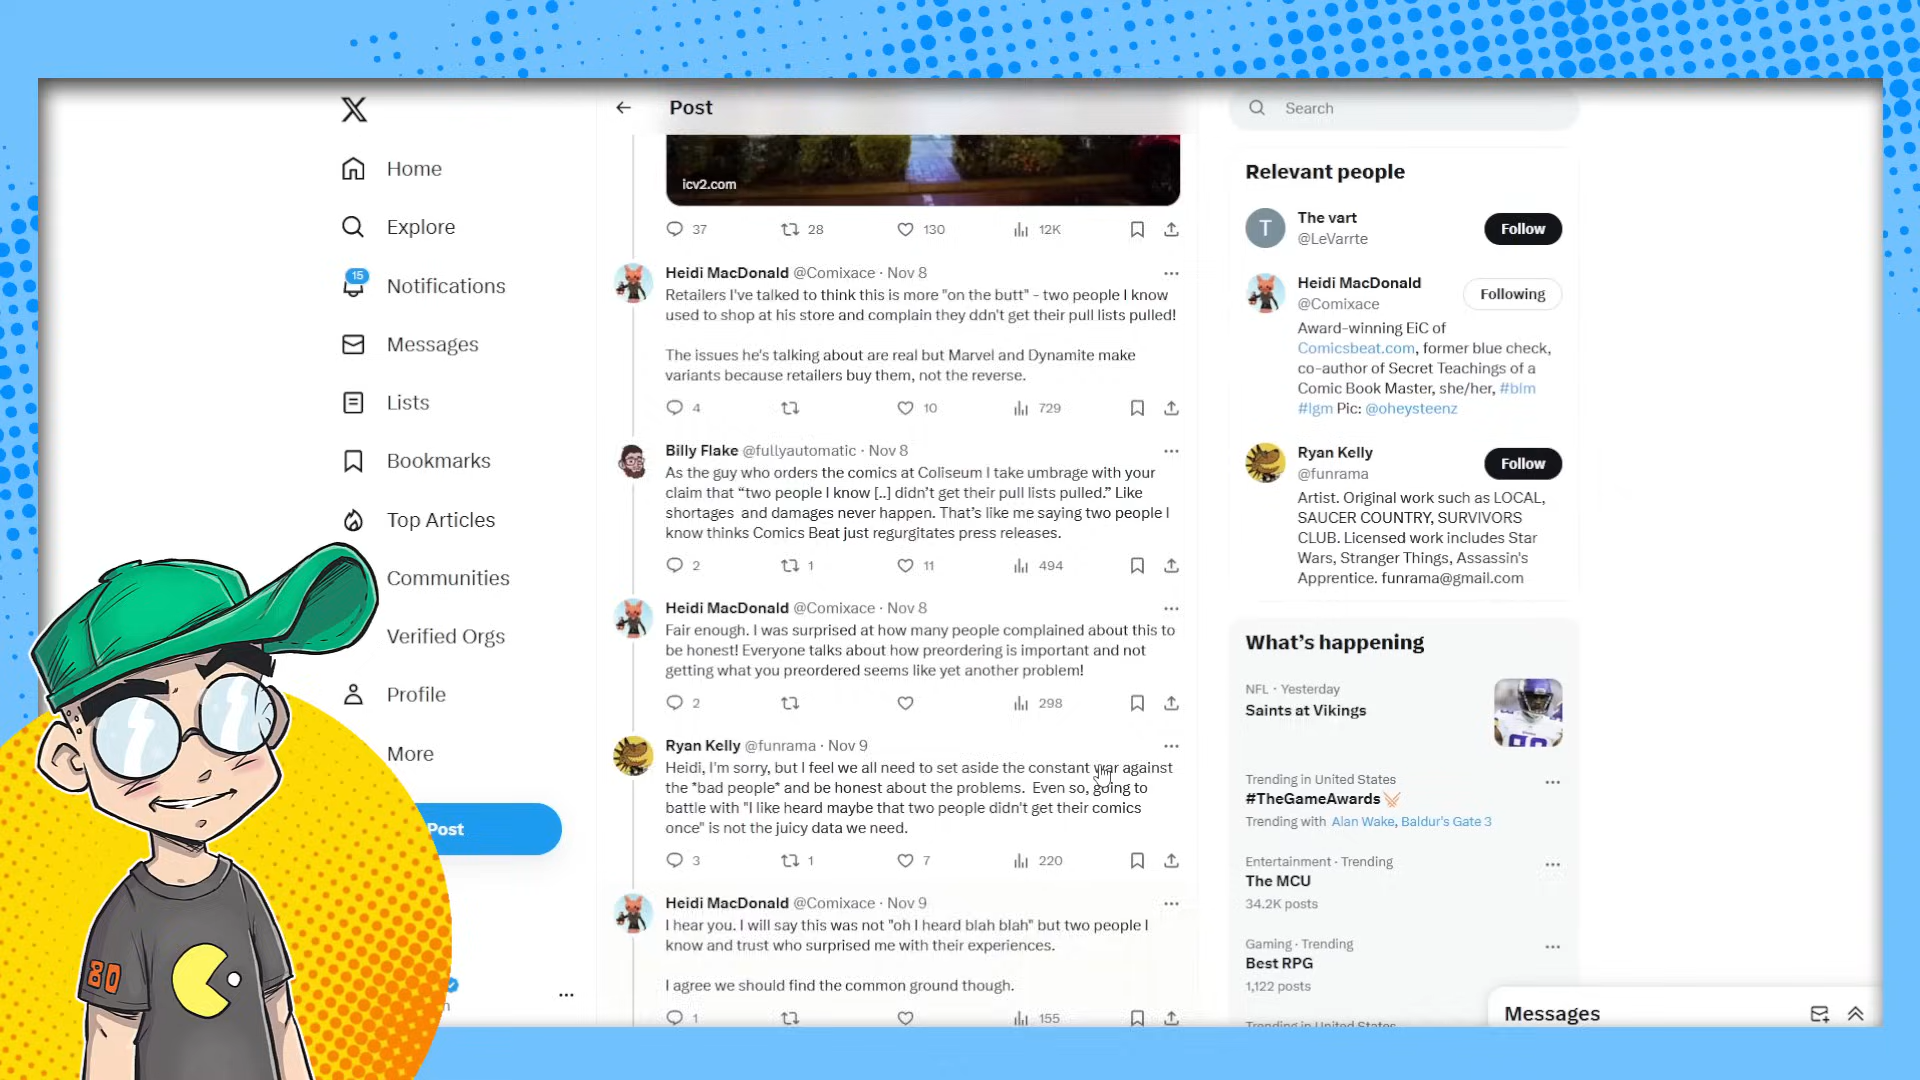 X
Home
Explore
15
Notifications
Messages
Lists
Bookmarks
Top Articles
Communities
Verified Orgs
Profile
More
Post
80
Post
icv2.com
37 28 130 12K
Heidi MacDonald @Comixace · Nov 8
Retailers I've talked to think this is more "on the butt" - two people I know
used to shop at his store and complain they ddn't get their pull lists pulled!
The issues he's talking about are real but Marvel and Dynamite make
variants because retailers buy them, not the reverse.
4 10 729
Billy Flake @fullyautomatic · Nov 8
As the guy who orders the comics at Coliseum I take umbrage with your
claim that “two people I know [..] didn’t get their pull lists pulled.” Like
shortages and damages never happen. That’s like me saying two people I
know thinks Comics Beat just regurgitates press releases.
2 1 11 494
Heidi MacDonald @Comixace · Nov 8
Fair enough. I was surprised at how many people complained about this to
be honest! Everyone talks about how preordering is important and not
getting what you preordered seems like yet another problem!
2 298
Ryan Kelly @funrama · Nov 9
Heidi, I'm sorry, but I feel we all need to set aside the constant war against
the *bad people* and be honest about the problems. Even so, going to
battle with "I like heard maybe that two people didn't get their comics
once" is not the juicy data we need.
3 1 7 220
Heidi MacDonald @Comixace · Nov 9
I hear you. I will say this was not "oh I heard blah blah" but two people I
know and trust who surprised me with their experiences.
I agree we should find the common ground though.
1 155
Search
Relevant people
T
The vart
@LeVarrte
Follow
Heidi MacDonald
@Comixace
Following
Award-winning EiC of
Comicsbeat.com, former blue check,
co-author of Secret Teachings of a
Comic Book Master, she/her, #blm
#lgm Pic: @oheysteenz
Ryan Kelly
@funrama
Follow
Artist. Original work such as LOCAL,
SAUCER COUNTRY, SURVIVORS
CLUB. Licensed work includes Star
Wars, Stranger Things, Assassin's
Apprentice. funrama@gmail.com
What’s happening
NFL · Yesterday
Saints at Vikings
Trending in United States
#TheGameAwards
Trending with Alan Wake, Baldur's Gate 3
Entertainment · Trending
The MCU
34.2K posts
Gaming · Trending
Best RPG
1,122 posts
Trending in United States
Messages